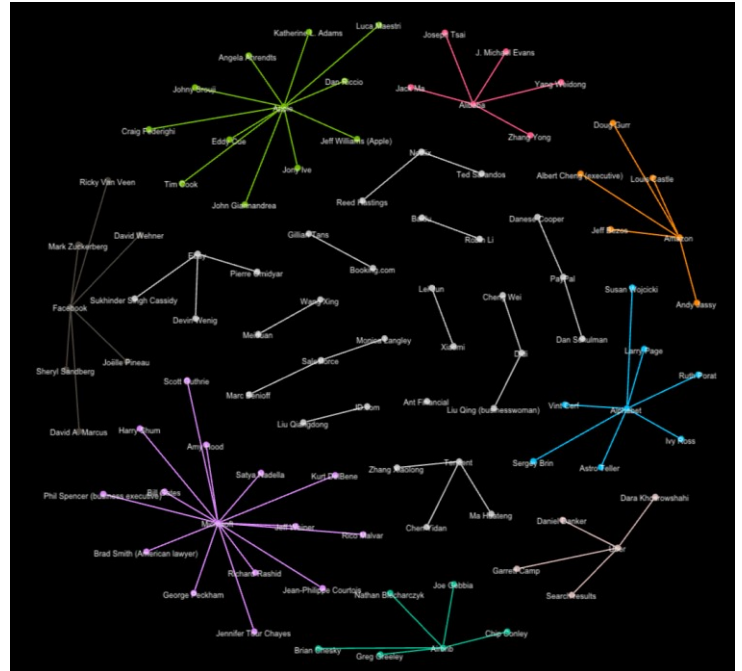 Luca Maestri
Katherine L. Adams
Joseph Tsai
J. Michael Evans
Angela Ahrendts
Dan Riccio
Johny Srouji
Jack Ma
Yang Weidong
Alibaba
Apple
Doug Gurr
Craig Federighi
Zhang Yong
Eddy Cue
Jeff Williams (Apple)
Netflix
Jony Ive
Ted Sarandos
Albert Cheng (executive)
Louis Castle
Ricky Van Veen
Tim Cook
Reed Hastings
John Giannandrea
Baidu
Danese Cooper
Jeff Bezos
Amazon
David Wehner
Gillian Tans
Robin Li
Mark Zuckerberg
eBay
Pierre Omidyar
Booking.com
PayPal
Susan Wojcicki
Lei Jun
Cheng Wei
Sukhinder Singh Cassidy
Wang Xing
Andy Jassy
Facebook
Devin Wenig
Meituan
Monica Langley
Xiaomi
Dan Schulman
Larry Page
Didi
Joëlle Pineau
Salesforce
Sheryl Sandberg
Ruth Porat
Scott Guthrie
Marc Benioff
Ant Financial
JD.com
Liu Qing (businesswoman)
Vint Cerf
Alphabet
Liu Qiangdong
David A. Marcus
Harry Shum
Ivy Ross
Amy Hood
Tencent
Sergey Brin
Zhang Xiaolong
Astro Teller
Satya Nadella
Kurt DelBene
Bill Gates
Phil Spencer (business executive)
Dara Khosrowshahi
Ma Huateng
Microsoft
Jeff Weiner
Chen Yidan
Daniel Danker
Rico Malvar
Uber
Brad Smith (American lawyer)
Garrett Camp
Richard Rashid
Jean-Philippe Courtois
Joe Gebbia
George Peckham
Nathan Blecharczyk
Search results
Jennifer Tour Chayes
Chip Conley
Brian Chesky
Greg Greeley
Airbnb